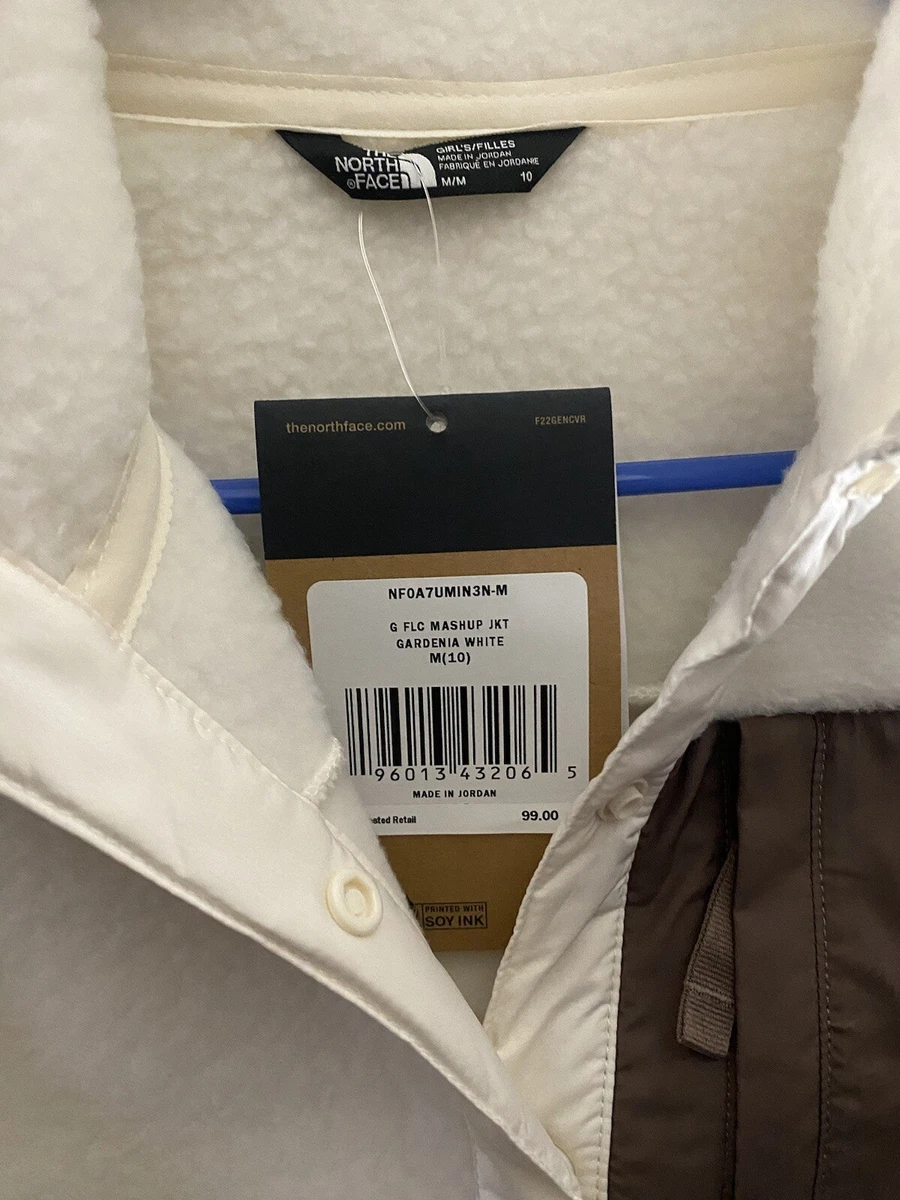 THE
NORTH
FACE
GIRL'S/FILLES
MADE IN JORDAN
FABRIQUÉ EN JORDANIE
M/M 10
thenorthface.com
F22GENCVR
NF0A7UMIN3N-M
G FLC MASHUP JKT
GARDENIA WHITE
M(10)
96013 43206 5
MADE IN JORDAN
Retail 99.00
PRINTED WITH
SOY INK